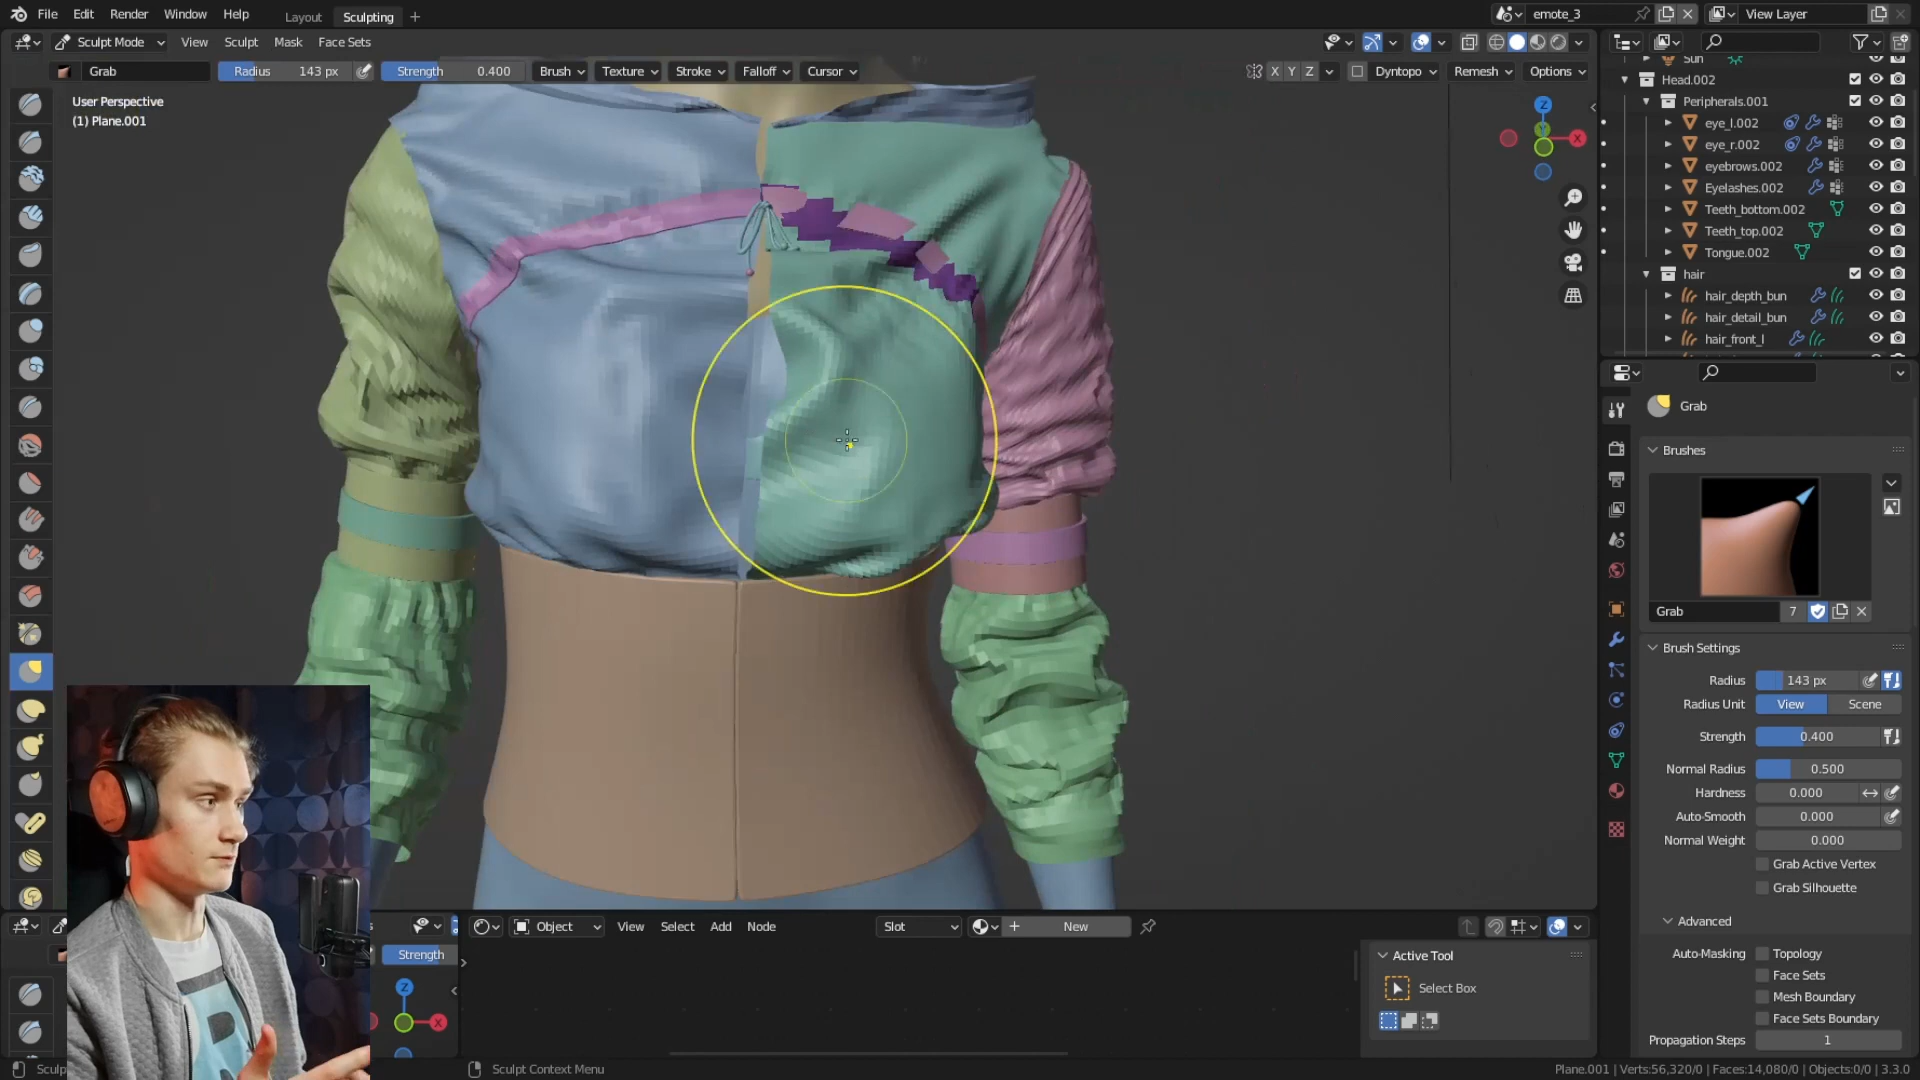 File Edit Render Window Help Layout Sculpting + emote_3 View Layer
Sculpt Mode View Sculpt Mask Face Sets
Grab Radius 143 px Strength 0.400 Brush Texture Stroke Falloff Cursor X Y Z Dyntopo Remesh Options
User Perspective
(1) Plane.001
Z
X
Sun
Head.002
Peripherals.001
eye_l.002
eye_r.002
eyebrows.002
Eyelashes.002
Teeth_bottom.002
Teeth_top.002
Tongue.002
hair
hair_depth_bun
hair_detail_bun
hair_front_l
Grab
Brushes
Grab 7
Brush Settings
Radius 143 px
Radius Unit View Scene
Strength 0.400
Normal Radius 0.500
Hardness 0.000
Auto-Smooth 0.000
Normal Weight 0.000
Grab Active Vertex
Grab Silhouette
Advanced
Auto-Masking Topology
Face Sets
Mesh Boundary
Face Sets Boundary
Propagation Steps 1
Object View Select Add Node Slot New
Strength
Z
X
Active Tool
Select Box
Sculpt Context Menu
Plane.001 | Verts:56,320/0 | Faces:14,080/0 | Objects:0/0 | 3.3.0